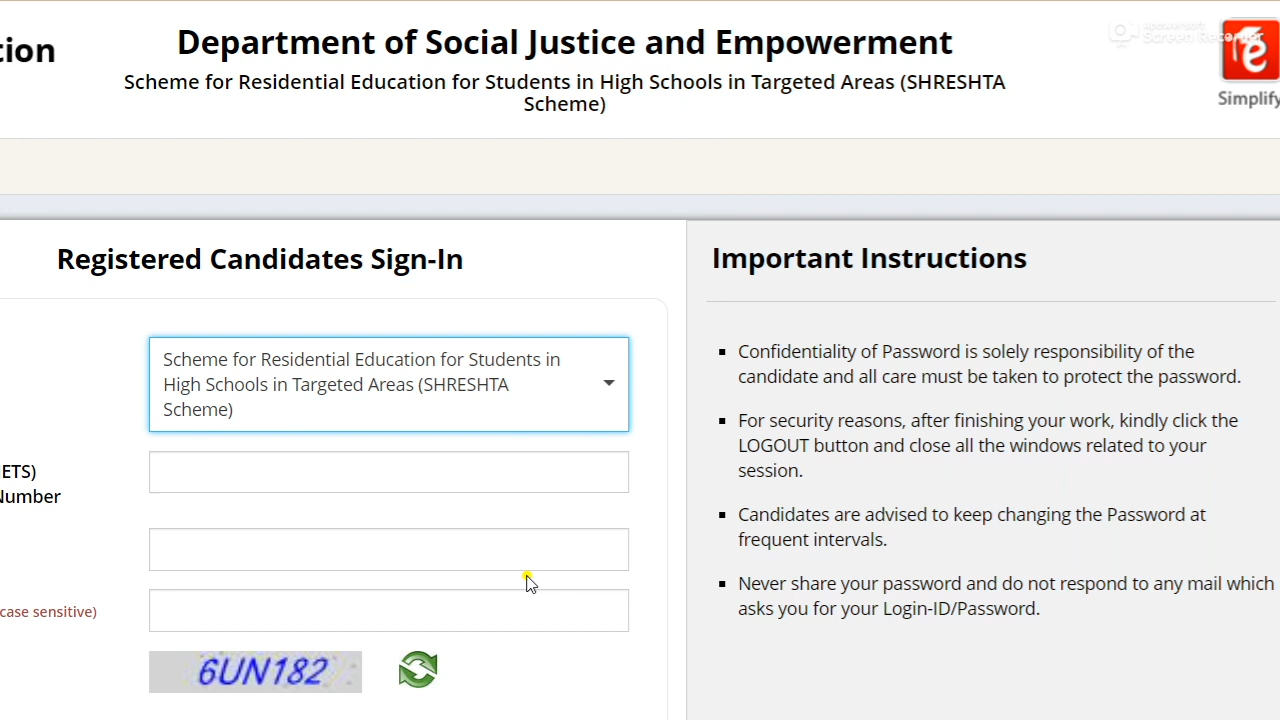 tion
Department of Social Justice and Empowerment
Scheme for Residential Education for Students in High Schools in Targeted Areas (SHRESHTA
Scheme)
Apowersoft
Screen Recorder
Simplify
Registered Candidates Sign-In
Scheme for Residential Education for Students in
High Schools in Targeted Areas (SHRESHTA
Scheme)
(ETS)
Number
case sensitive)
6UN182
Important Instructions
▪ Confidentiality of Password is solely responsibility of the
candidate and all care must be taken to protect the password.
▪ For security reasons, after finishing your work, kindly click the
LOGOUT button and close all the windows related to your
session.
▪ Candidates are advised to keep changing the Password at
frequent intervals.
▪ Never share your password and do not respond to any mail which
asks you for your Login-ID/Password.